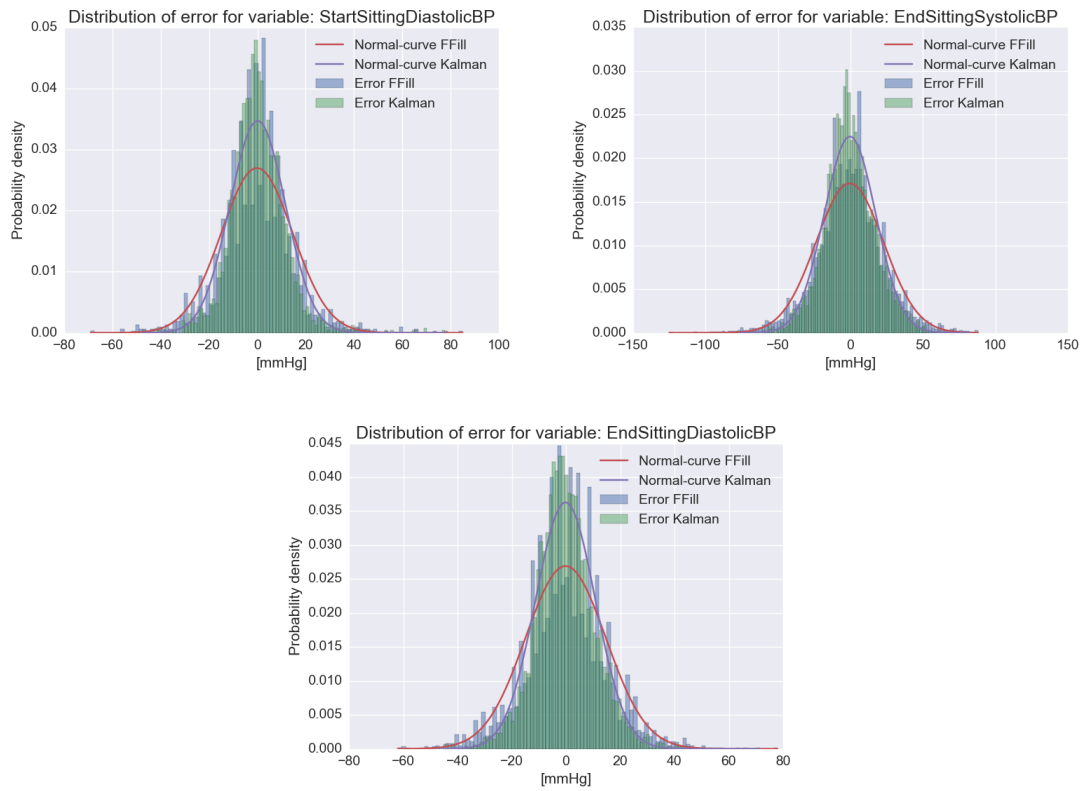 Distribution of error for variable: StartSittingDiastolicBP
0.05
0.04
0.03
0.02
0.01
0.00
Probability density
Normal-curve FFill
Normal-curve Kalman
Error FFill
Error Kalman
−80 −60 −40 −20 0 20 40 60 80 100
[mmHg]
Distribution of error for variable: EndSittingSystolicBP
0.035
0.030
0.025
0.020
0.015
0.010
0.005
0.000
Probability density
Normal-curve FFill
Normal-curve Kalman
Error FFill
Error Kalman
−150 −100 −50 0 50 100 150
[mmHg]
Distribution of error for variable: EndSittingDiastolicBP
0.045
0.040
0.035
0.030
0.025
0.020
0.015
0.010
0.005
0.000
Probability density
Normal-curve FFill
Normal-curve Kalman
Error FFill
Error Kalman
−80 −60 −40 −20 0 20 40 60 80
[mmHg]